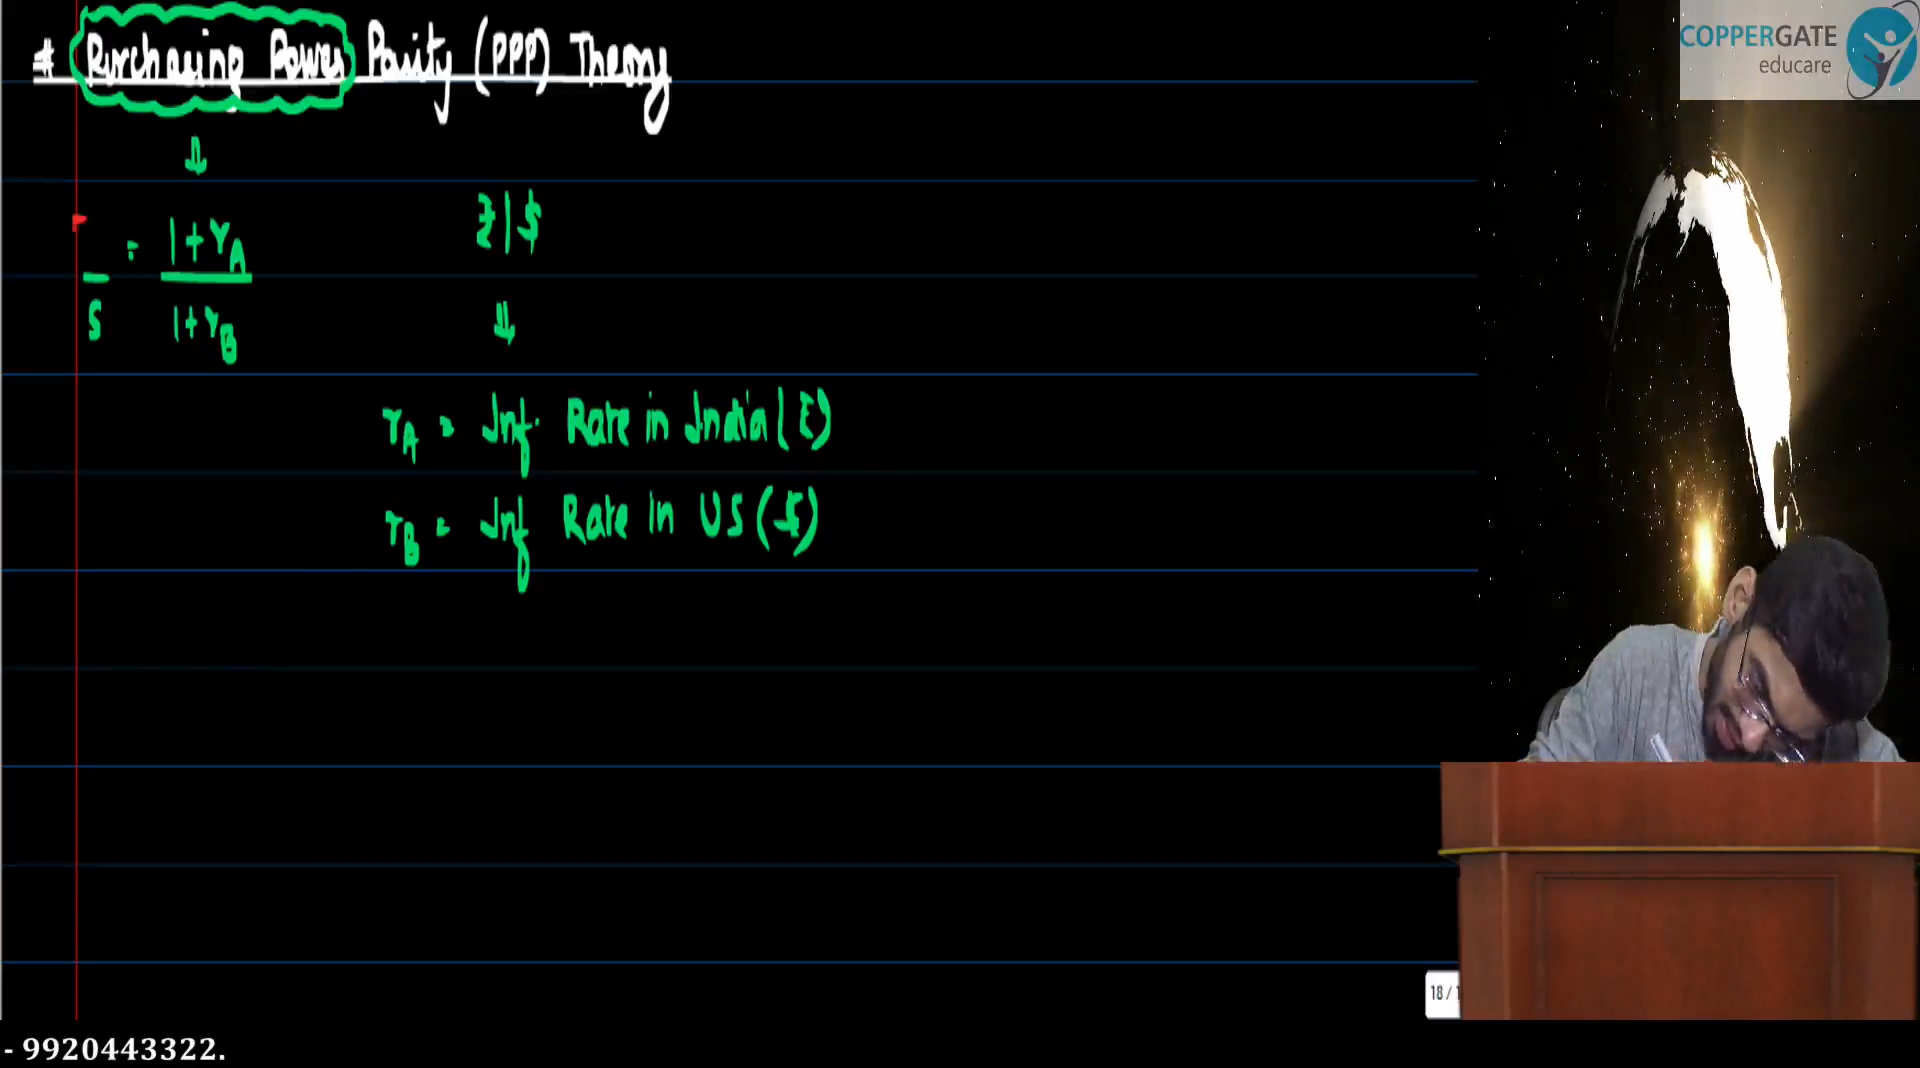 # Purchasing Power Parity (PPP) Theory
COPPERGATE
educare
↓
= 1+rA
S 1+rB
₹|$
↓
rA = Inf. Rate in India (₹)
rB = Inf Rate in US ($)
18/1
- 9920443322.